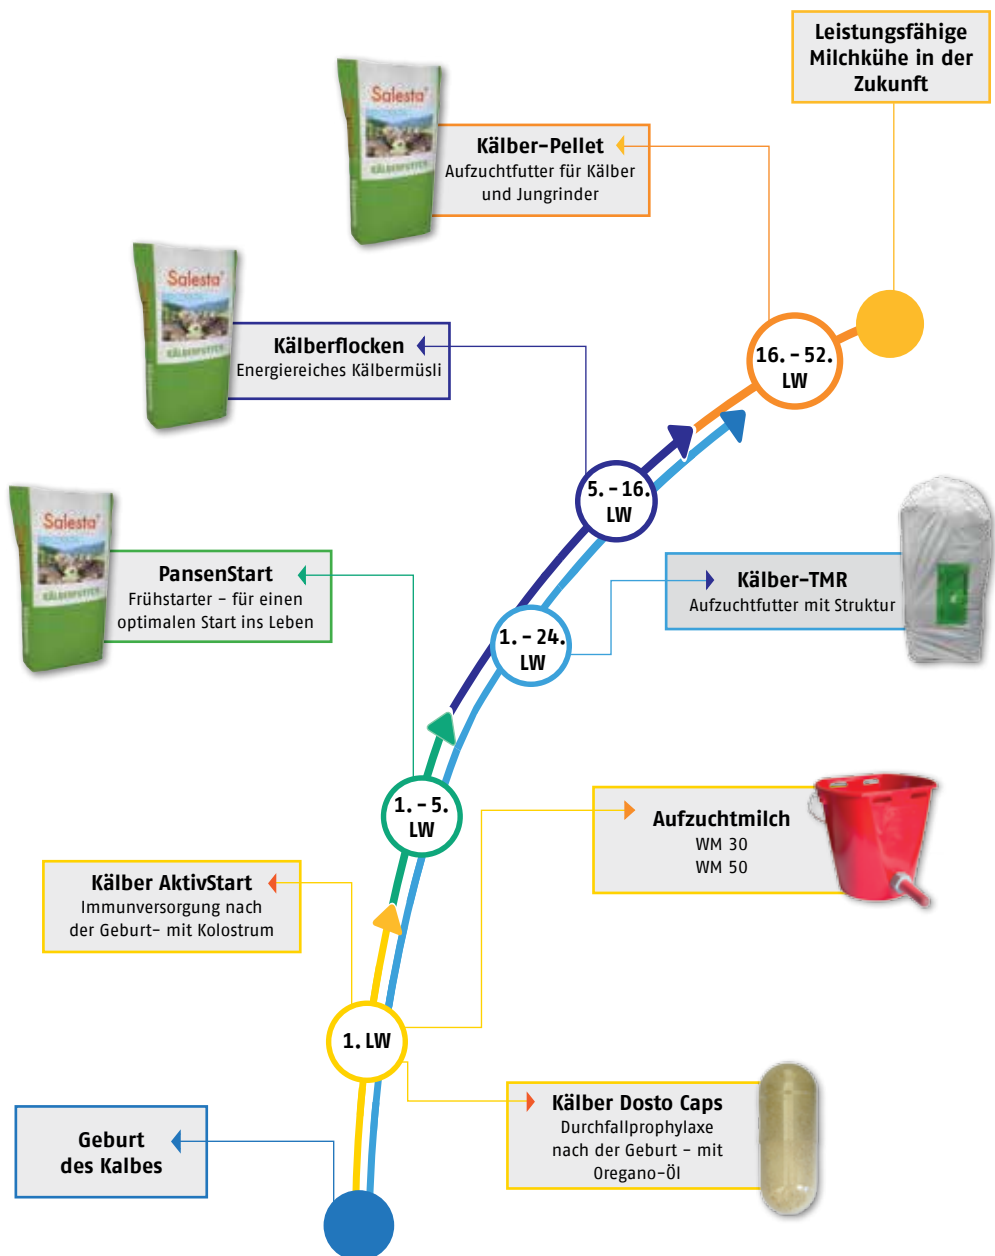 Leistungsfähige
Milchkühe in der
Zukunft
Salesta®
KÄLBERFUTTER
Kälber-Pellet
Aufzuchtfutter für Kälber
und Jungrinder
Salesta®
KÄLBERFUTTER
Kälberflocken
Energiereiches Kälbermüsli
16. – 52.
LW
5. – 16.
LW
Salesta®
KÄLBERFUTTER
PansenStart
Frühstarter – für einen
optimalen Start ins Leben
Kälber-TMR
Aufzuchtfutter mit Struktur
1. – 24.
LW
1. – 5.
LW
Aufzuchtmilch
WM 30
WM 50
Kälber AktivStart
Immunversorgung nach
der Geburt– mit Kolostrum
1. LW
Kälber Dosto Caps
Durchfallprophylaxe
nach der Geburt – mit
Oregano-Öl
Geburt
des Kalbes